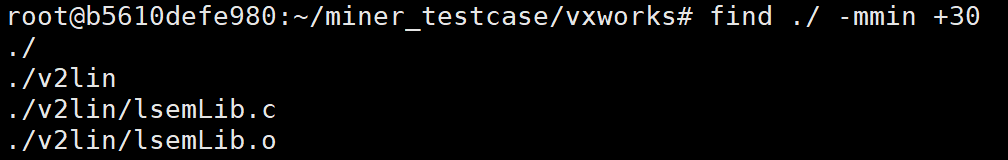 root@b5610defe980:~/miner_testcase/vxworks# find ./ -mmin +30
./
./v2lin
./v2lin/lsemLib.c
./v2lin/lsemLib.o